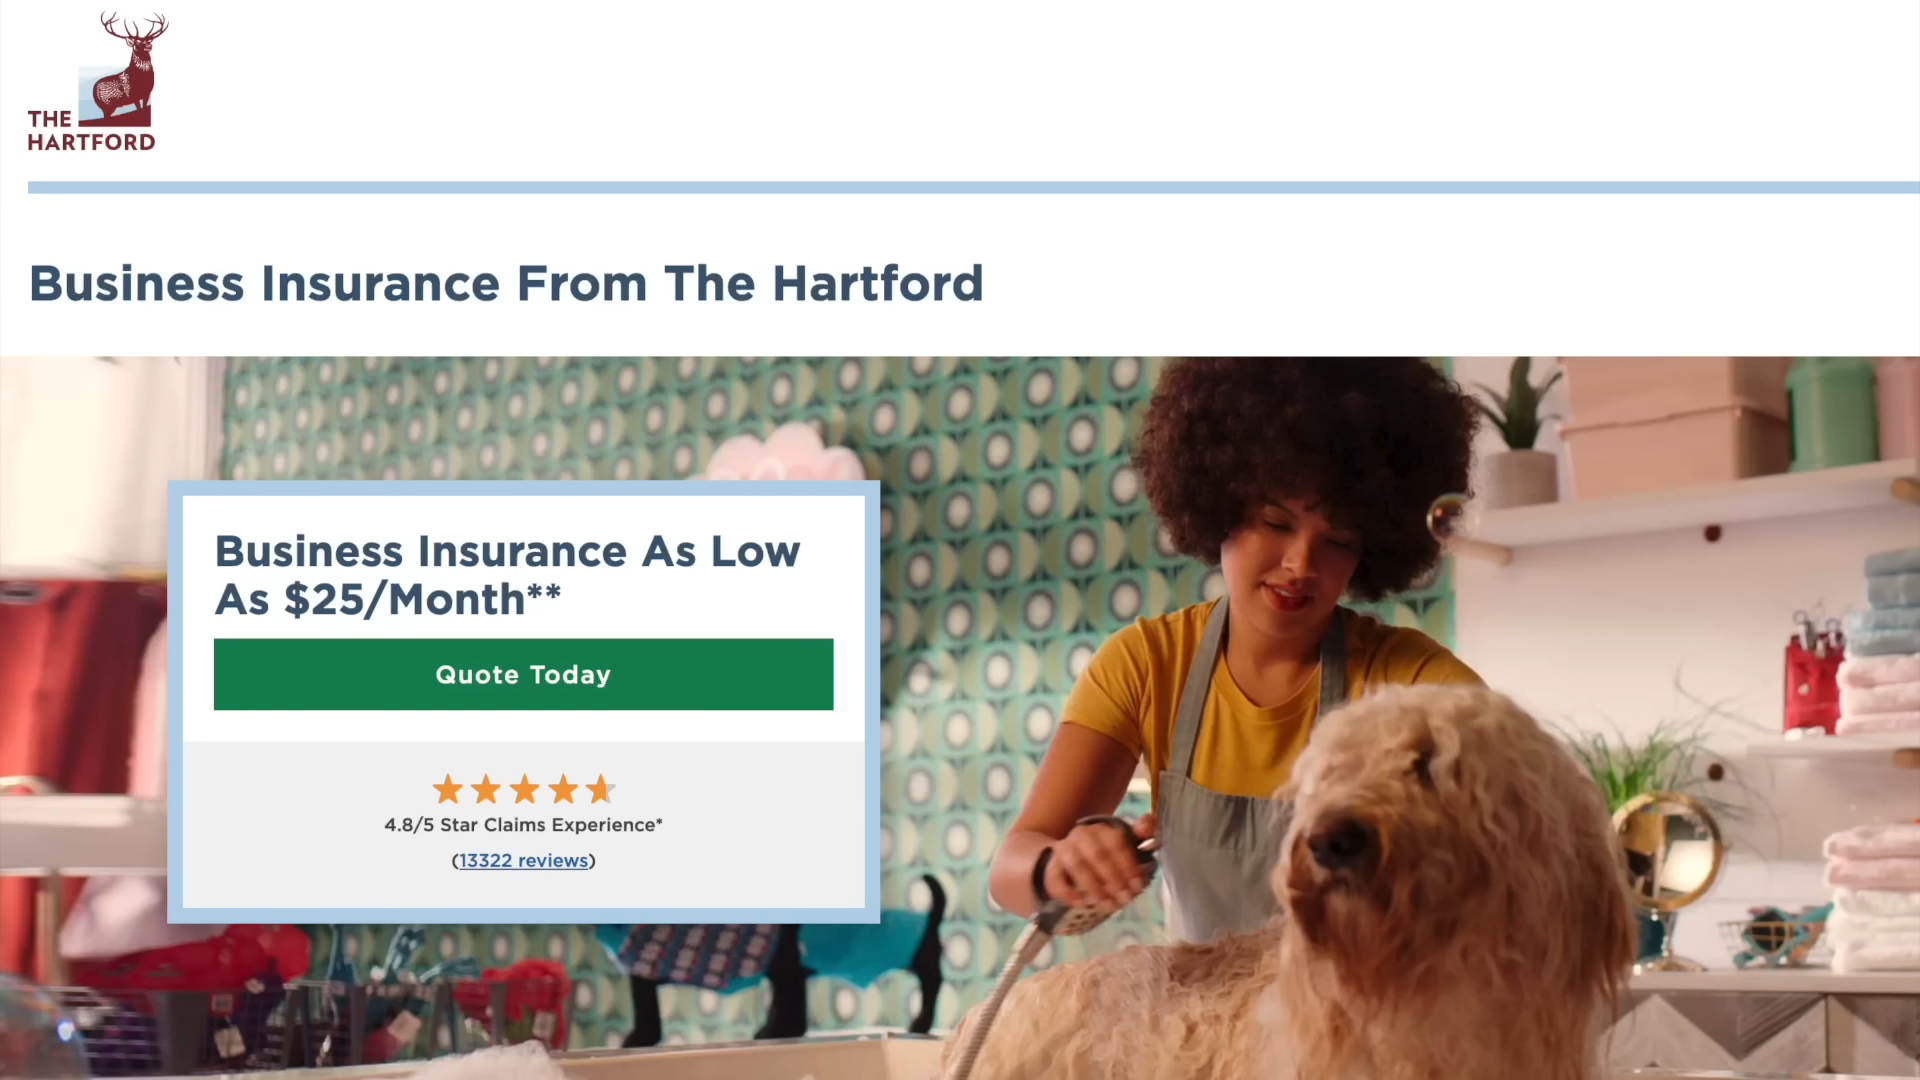 THE
HARTFORD
Business Insurance From The Hartford
Business Insurance As Low
As $25/Month**
Quote Today
4.8/5 Star Claims Experience*
(13322 reviews)